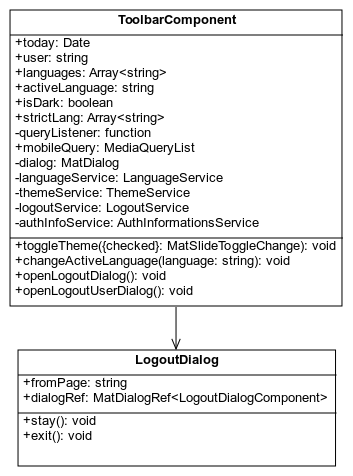 ToolbarComponent
+today: Date
+user: string
+languages: Array<string>
+activeLanguage: string
+isDark: boolean
+strictLang: Array<string>
-queryListener: function
+mobileQuery: MediaQueryList
-dialog: MatDialog
-languageService: LanguageService
-themeService: ThemeService
-logoutService: LogoutService
-authInfoService: AuthInformationsService
+toggleTheme({checked}: MatSlideToggleChange): void
+changeActiveLanguage(language: string): void
+openLogoutDialog(): void
+openLogoutUserDialog(): void
LogoutDialog
+fromPage: string
+dialogRef: MatDialogRef<LogoutDialogComponent>
+stay(): void
+exit(): void